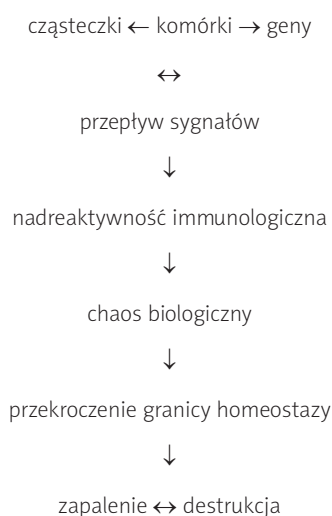 cząsteczki ← komórki → geny
↔
przepływ sygnałów
↓
nadreaktywność immunologiczna
↓
chaos biologiczny
↓
przekroczenie granicy homeostazy
↓
zapalenie ↔ destrukcja